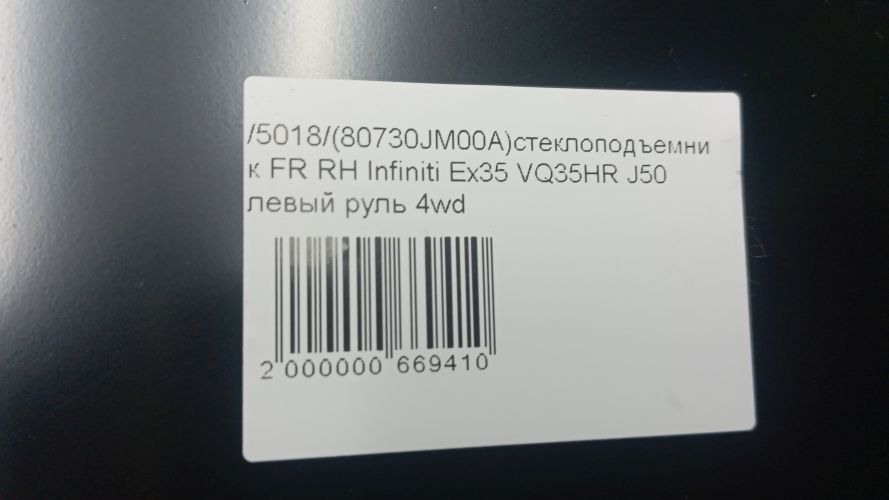 /5018/(80730JM00A)стеклоподъемни
к FR RH Infiniti Ex35 VQ35HR J50
левый руль 4wd
2 000000 669410